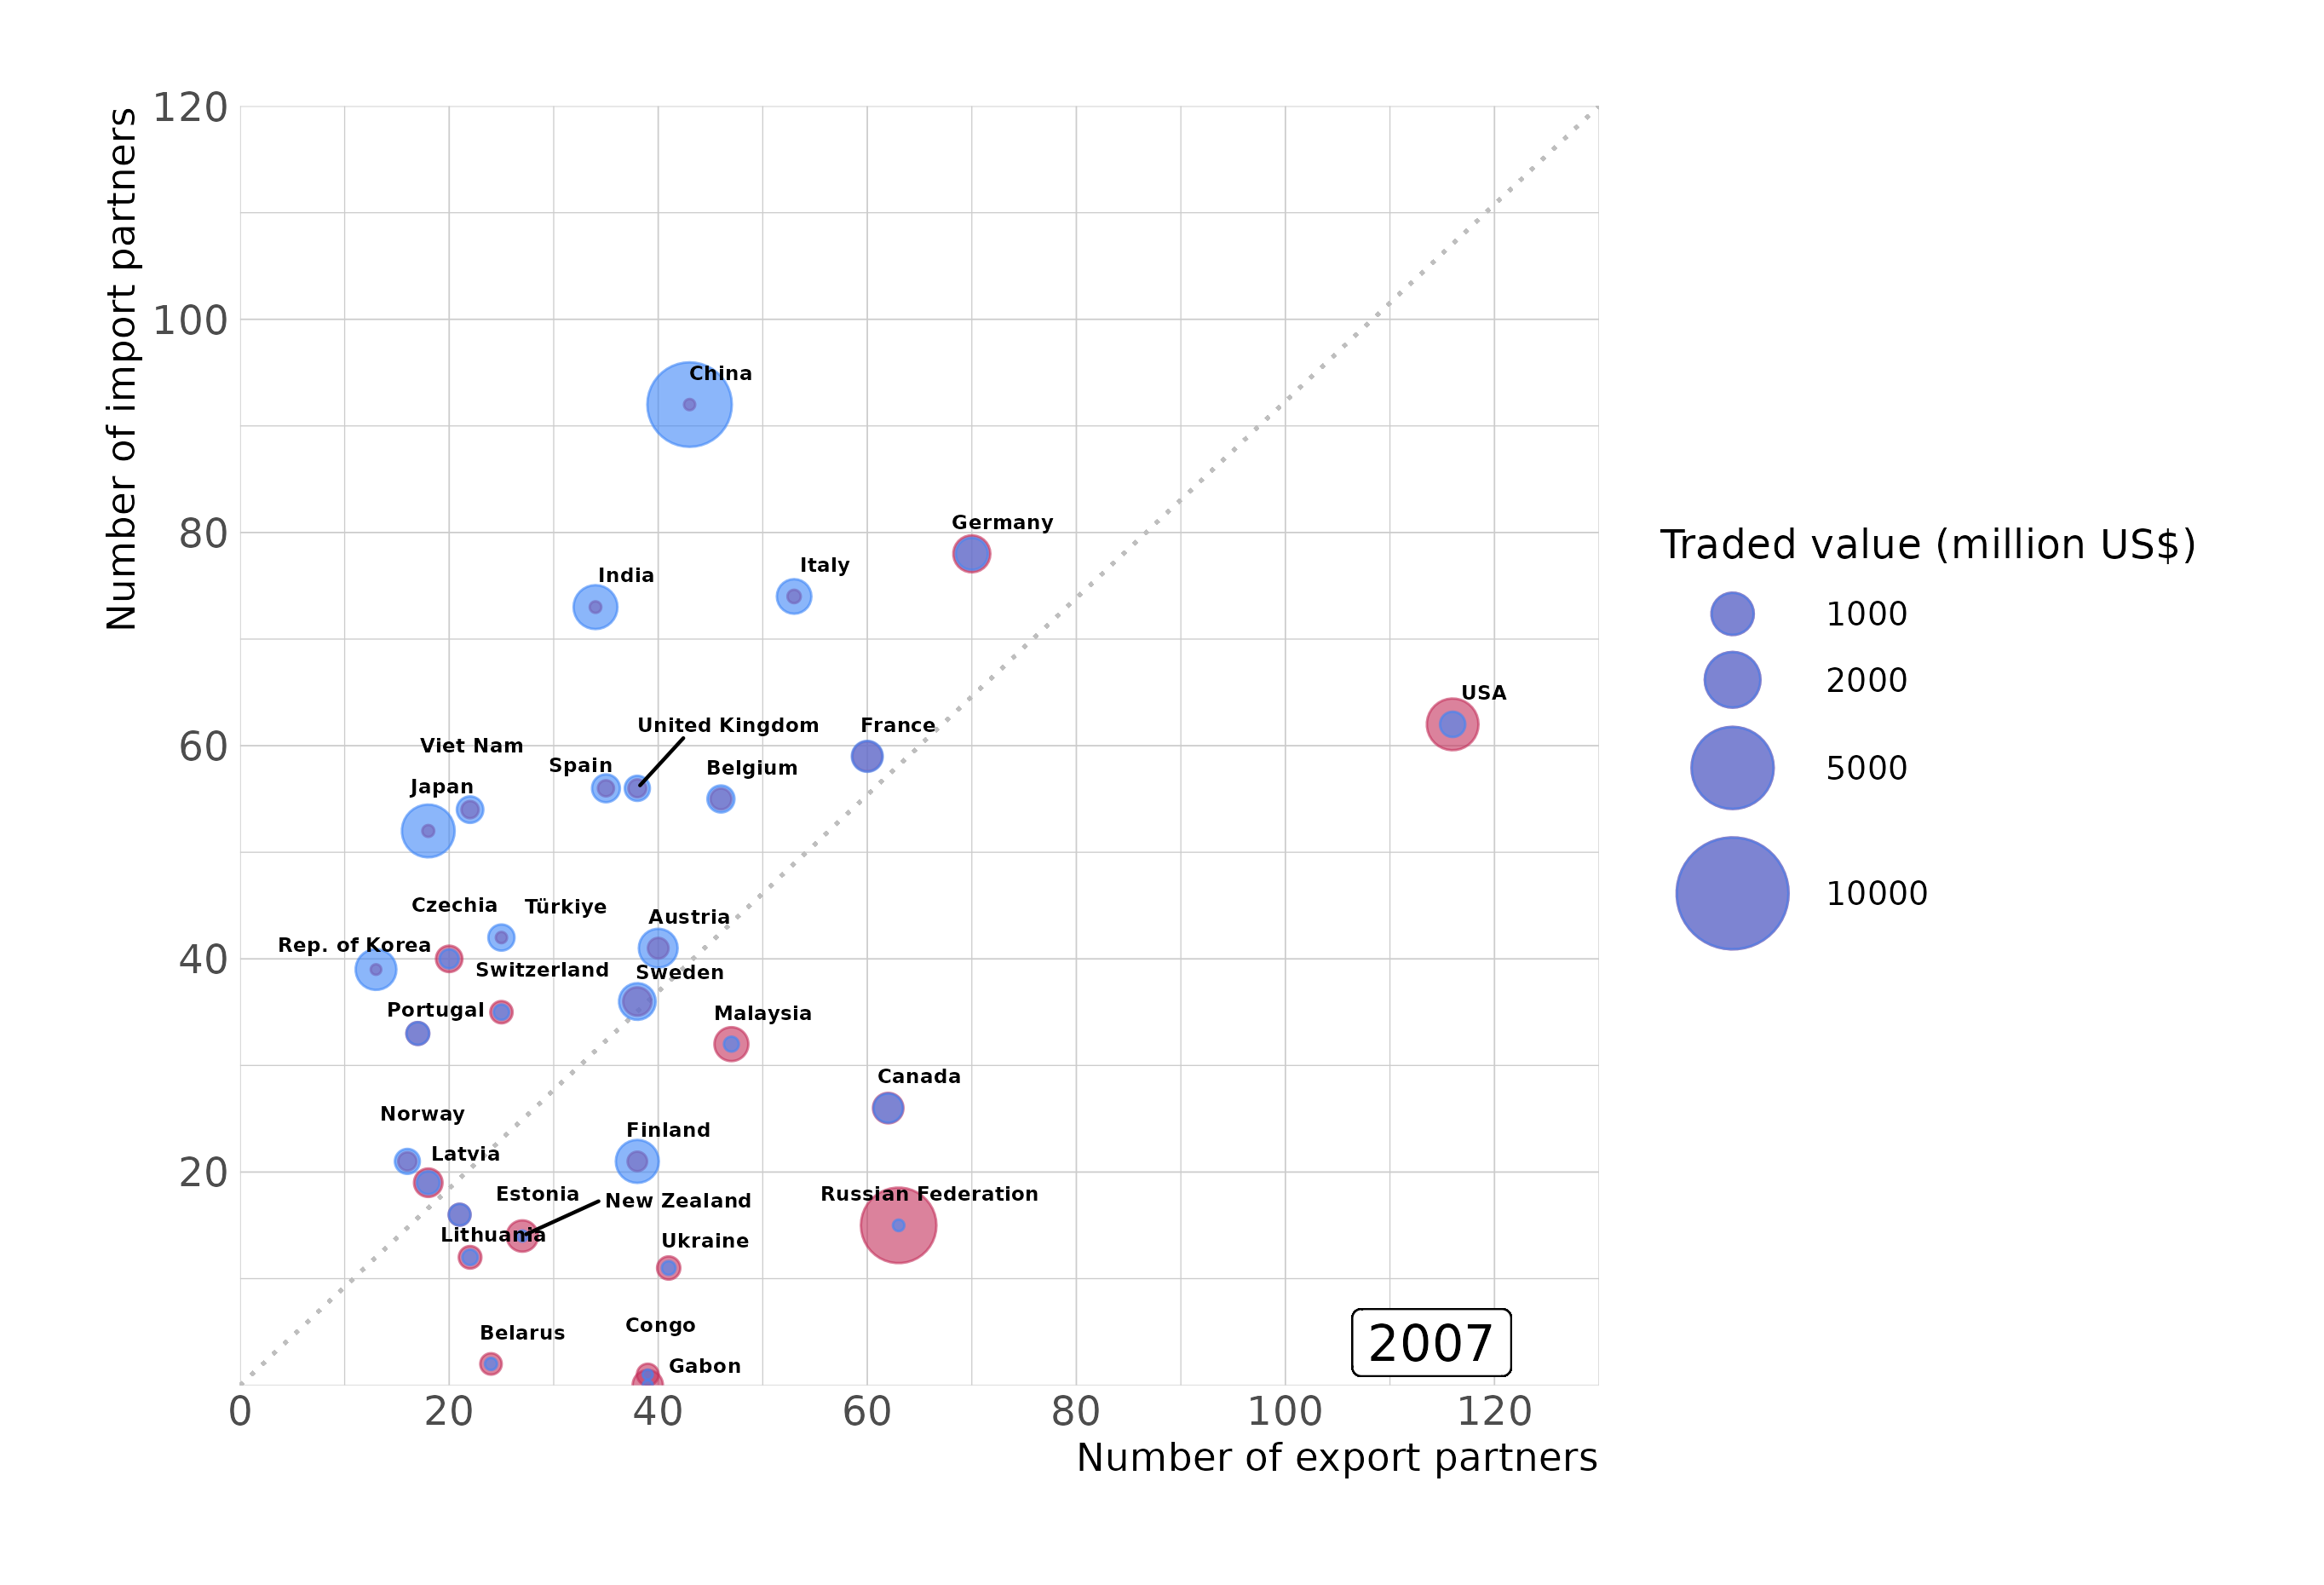 Number of import partners
120
100
80
60
40
20
0
20
40
60
80
100
120
Number of export partners
China
Germany
Italy
India
USA
United Kingdom
France
Viet Nam
Spain
Belgium
Japan
Czechia
Türkiye
Austria
Rep. of Korea
Switzerland
Sweden
Portugal
Malaysia
Canada
Norway
Finland
Latvia
Estonia
New Zealand
Russian Federation
Lithuania
Ukraine
Congo
Belarus
Gabon
2007
Traded value (million US$)
1000
2000
5000
10000